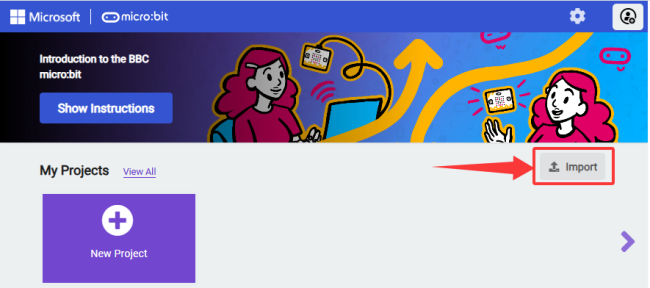 Microsoft micro:bit
Introduction to the BBC
micro:bit
Show Instructions
My Projects View All
Import
New Project